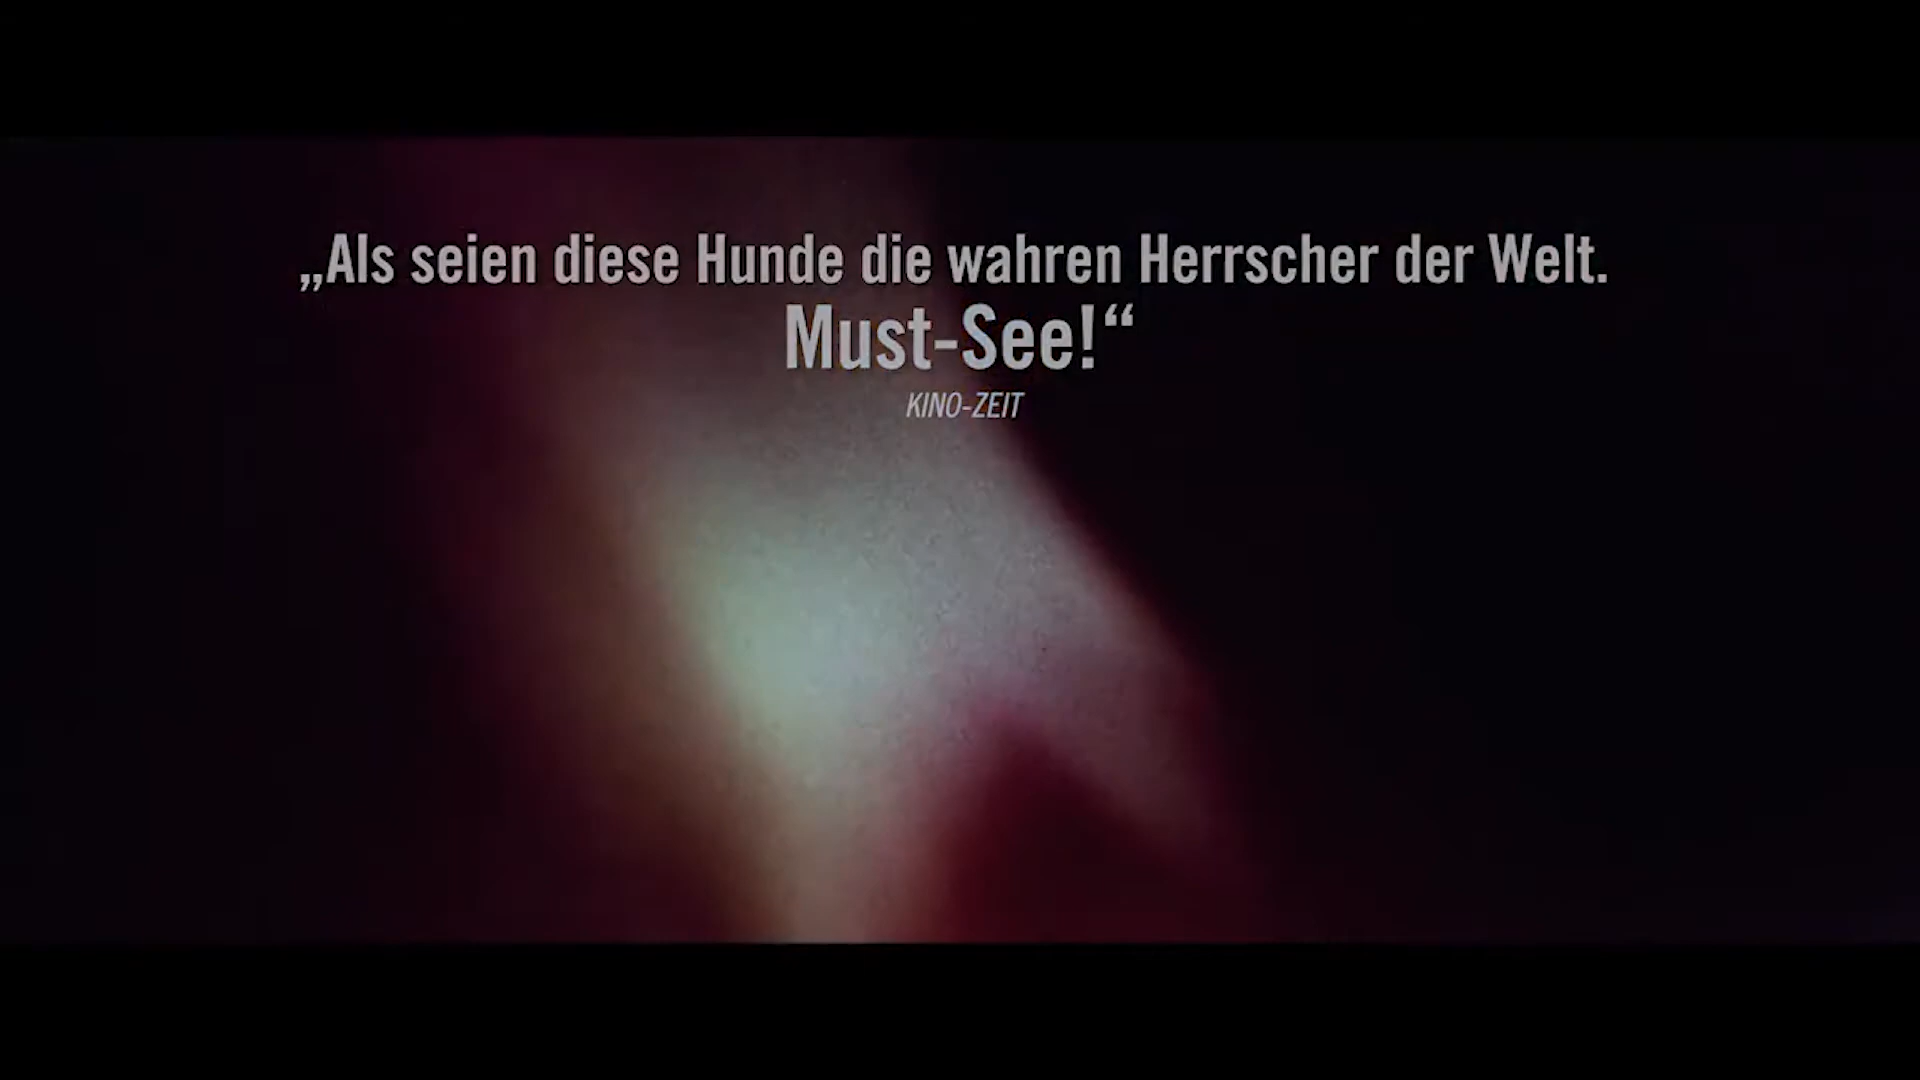 „Als seien diese Hunde die wahren Herrscher der Welt.
Must-See!“
KINO-ZEIT